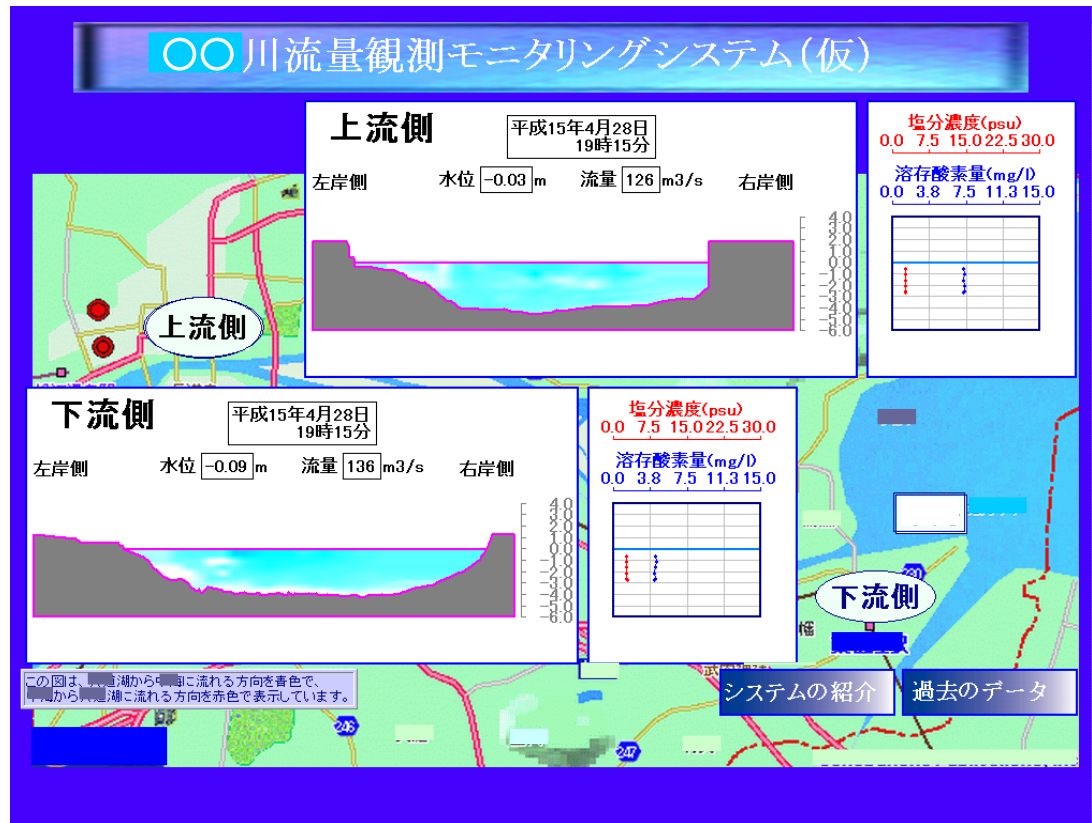 〇〇川流量観測モニタリングシステム(仮)
上流側
平成15年4月28日
19時15分
左岸側
水位 -0.03 m
流量 126 m3/s
右岸側
4.0
3.0
2.0
1.0
0.0
-1.0
-2.0
-3.0
-4.0
-5.0
-6.0
塩分濃度(psu)
0.0 7.5 15.0 22.5 30.0
溶存酸素量(mg/l)
0.0 3.8 7.5 11.3 15.0
上流側
下流側
平成15年4月28日
19時15分
左岸側
水位 -0.09 m
流量 136 m3/s
右岸側
4.0
3.0
2.0
1.0
0.0
-1.0
-2.0
-3.0
-4.0
-5.0
-6.0
塩分濃度(psu)
0.0 7.5 15.0 22.5 30.0
溶存酸素量(mg/l)
0.0 3.8 7.5 11.3 15.0
下流側
この図は、道湖から中海に流れる方向を青色で、
から道湖に流れる方向を赤色で表示しています。
システムの紹介
過去のデータ
246
247